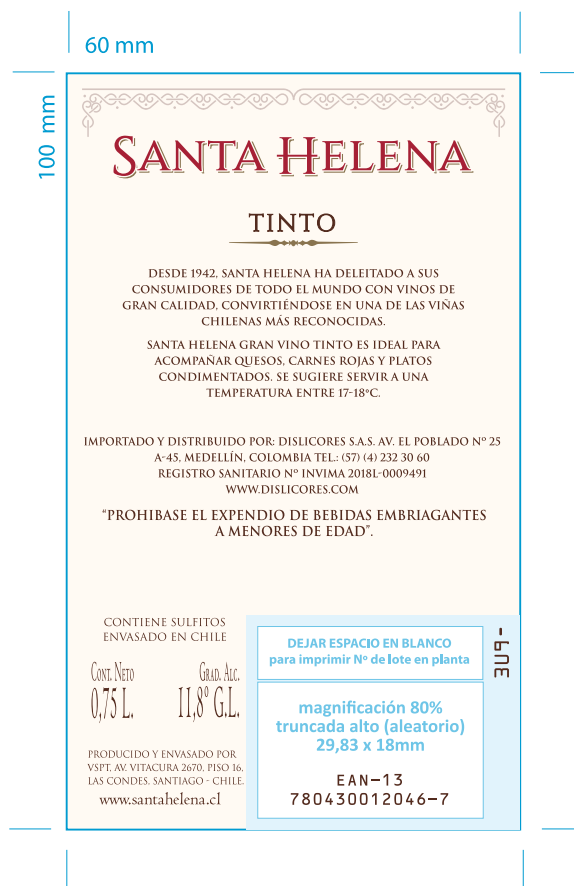 60 mm
100 mm
SANTA HELENA
TINTO
DESDE 1942, SANTA HELENA HA DELEITADO A SUS
CONSUMIDORES DE TODO EL MUNDO CON VINOS DE
GRAN CALIDAD, CONVIRTIÉNDOSE EN UNA DE LAS VIÑAS
CHILENAS MÁS RECONOCIDAS.
SANTA HELENA GRAN VINO TINTO ES IDEAL PARA
ACOMPAÑAR QUESOS, CARNES ROJAS Y PLATOS
CONDIMENTADOS. SE SUGIERE SERVIR A UNA
TEMPERATURA ENTRE 17-18°C.
IMPORTADO Y DISTRIBUIDO POR: DISLICORES S.A.S. AV. EL POBLADO Nº 25
A-45, MEDELLÍN, COLOMBIA TEL.: (57) (4) 232 30 60
REGISTRO SANITARIO Nº INVIMA 2018L-0009491
WWW.DISLICORES.COM
“PROHIBASE EL EXPENDIO DE BEBIDAS EMBRIAGANTES
A MENORES DE EDAD”.
CONTIENE SULFITOS
ENVASADO EN CHILE
CONT. NETO
0,75 L.
GRAD. ALC.
11,8° G.L.
PRODUCIDO Y ENVASADO POR
VSPT, AV. VITACURA 2670, PISO 16,
LAS CONDES, SANTIAGO - CHILE.
www.santahelena.cl
DEJAR ESPACIO EN BLANCO
para imprimir Nº de lote en planta
magnificación 80%
truncada alto (aleatorio)
29,83 x 18mm
EAN-13
780430012046-7